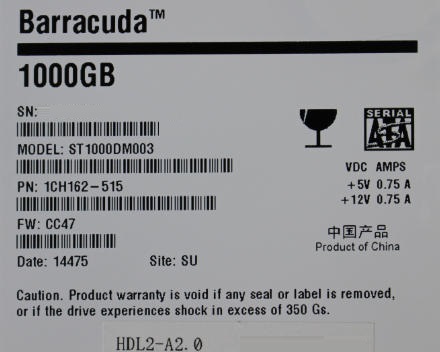 Barracuda™
1000GB
SN:
MODEL: ST1000DM003
PN: 1CH162-515
FW: CC47
Date: 14475 Site: SU
SERIAL
ATA
VDC AMPS
+5V 0.75 A
+12V 0.75 A
中国产品
Product of China
Caution. Product warranty is void if any seal or label is removed,
or if the drive experiences shock in excess of 350 Gs.
HDL2-A2.0